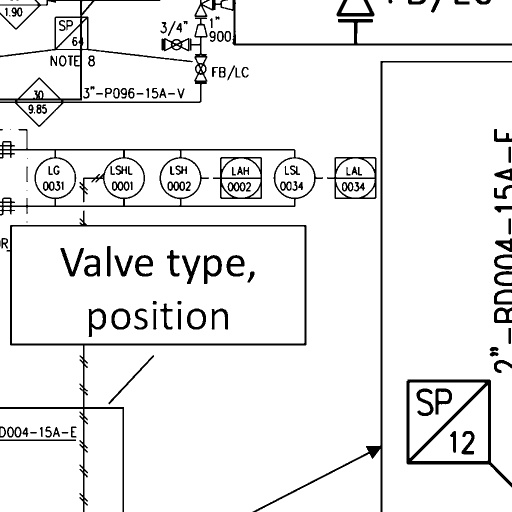 1.90
SP
64
3/4"
1"
900
NOTE 8
FB/LC
30
9.85
3"-P096-15A-V
LG
0031
LSHL
0001
LSH
0002
LAH
0002
LSL
0034
LAL
0034
Valve type,
position
D004-15A-E
2"-BD004-15A-E
SP
12